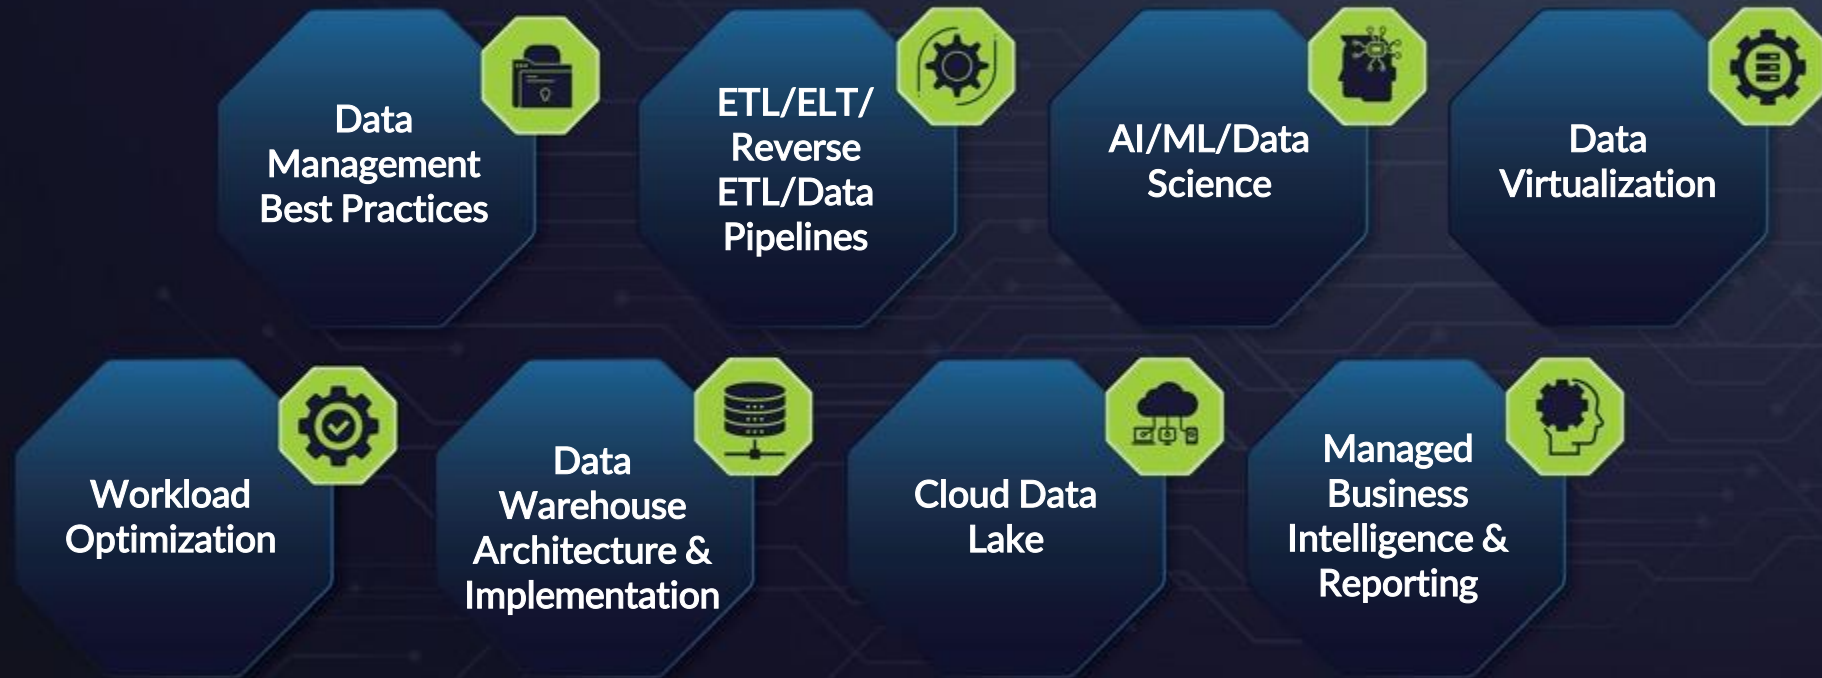 Data
Management
Best Practices
ETL/ELT/
Reverse
ETL/Data
Pipelines
AI/ML/Data
Science
Data
Virtualization
Workload
Optimization
Data
Warehouse
Architecture &
Implementation
Cloud Data
Lake
Managed
Business
Intelligence &
Reporting